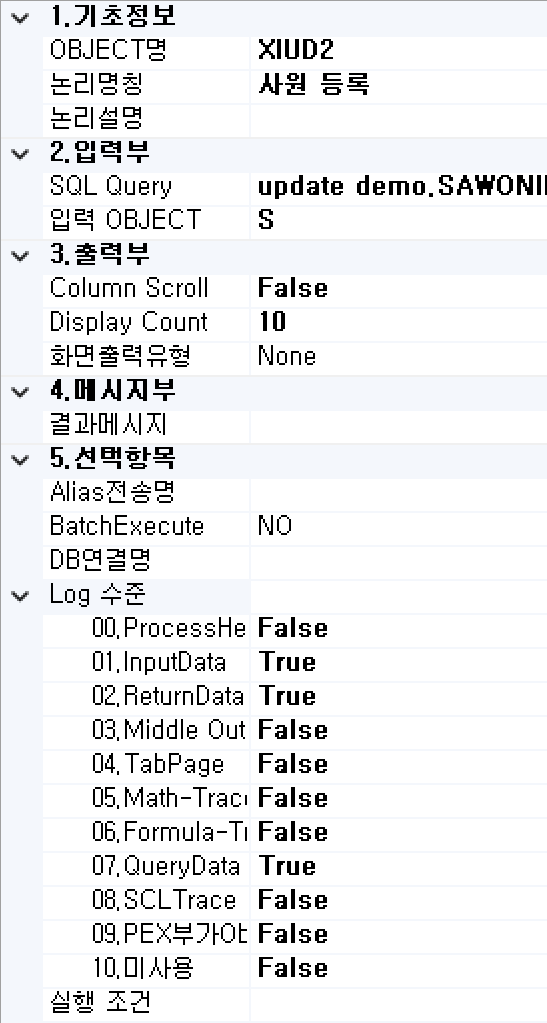 1.기초정보
OBJECT명 XIUD2
논리명칭 사원 등록
논리설명
2.입력부
SQL Query update demo.SAWONI
입력 OBJECT S
3.출력부
Column Scroll False
Display Count 10
화면출력유형 None
4.메시지부
결과메시지
5.선택항목
Alias전송명
BatchExecute NO
DB연결명
Log 수준
00.ProcessHe False
01.InputData True
02.ReturnData True
03.Middle Out False
04.TabPage False
05.Math-Trac False
06.Formula-Tr False
07.QueryData True
08.SCLTrace False
09.PEX부가Ob False
10.미사용 False
실행 조건